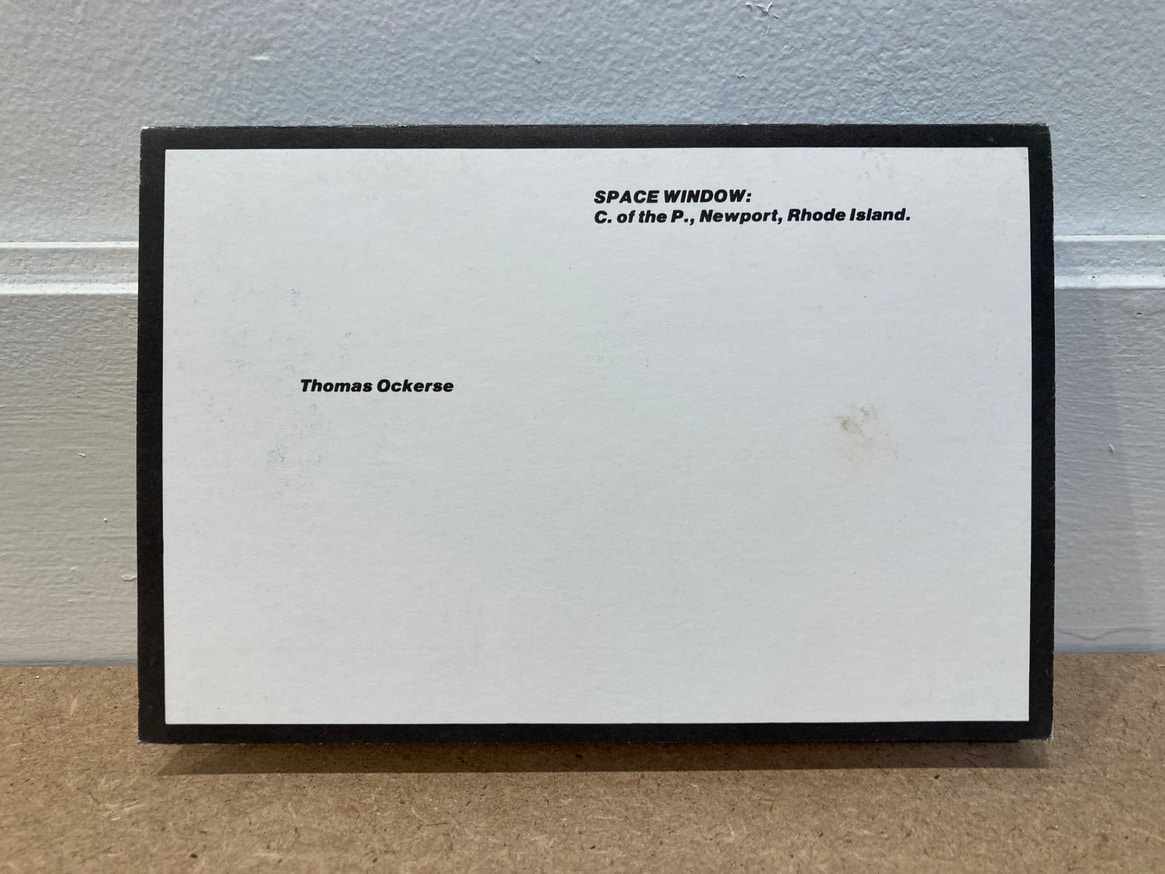 SPACE WINDOW:
C. of the P., Newport, Rhode Island.
Thomas Ockerse